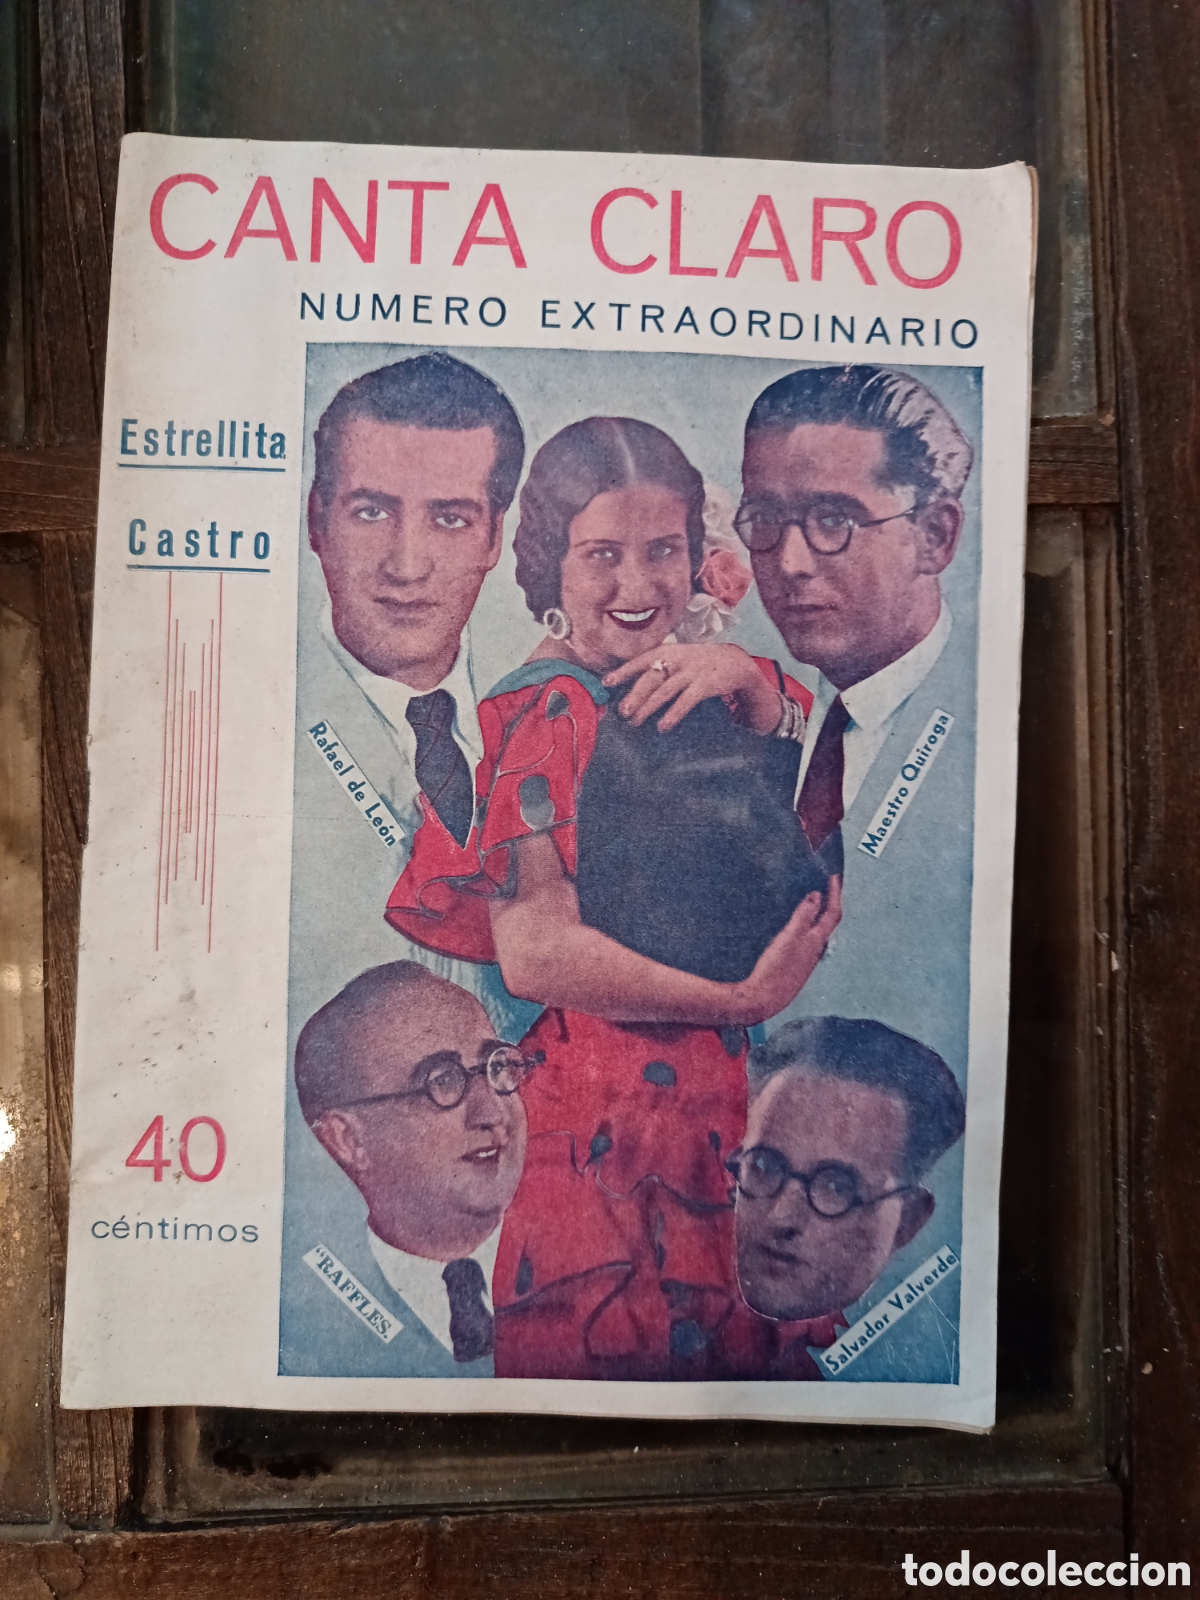 CANTA CLARO
NUMERO EXTRAORDINARIO
Estrellita
Castro
Rafael de León
Maestro Quiroga
"RAFFLES.
Salvador Valverde
40
céntimos
todocoleccion